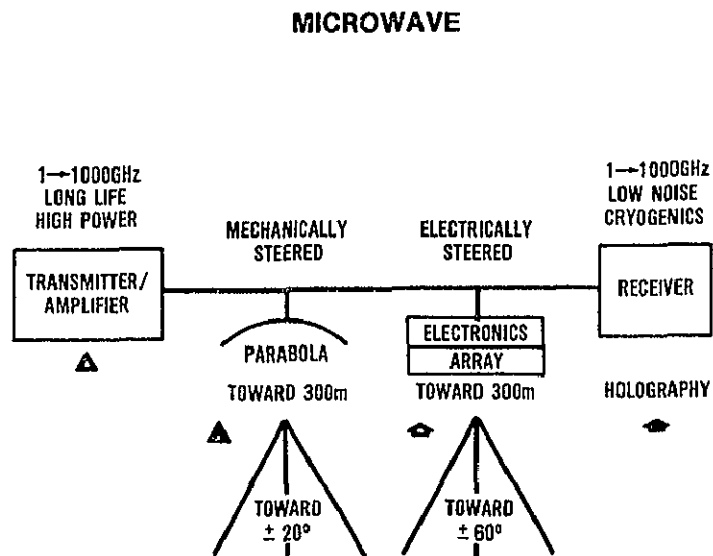 MICROWAVE
1→1000GHz
LONG LIFE
HIGH POWER
TRANSMITTER/
AMPLIFIER
MECHANICALLY
STEERED
PARABOLA
TOWARD 300m
TOWARD
± 20°
ELECTRICALLY
STEERED
ELECTRONICS
ARRAY
TOWARD 300m
TOWARD
± 60°
1→1000GHz
LOW NOISE
CRYOGENICS
RECEIVER
HOLOGRAPHY